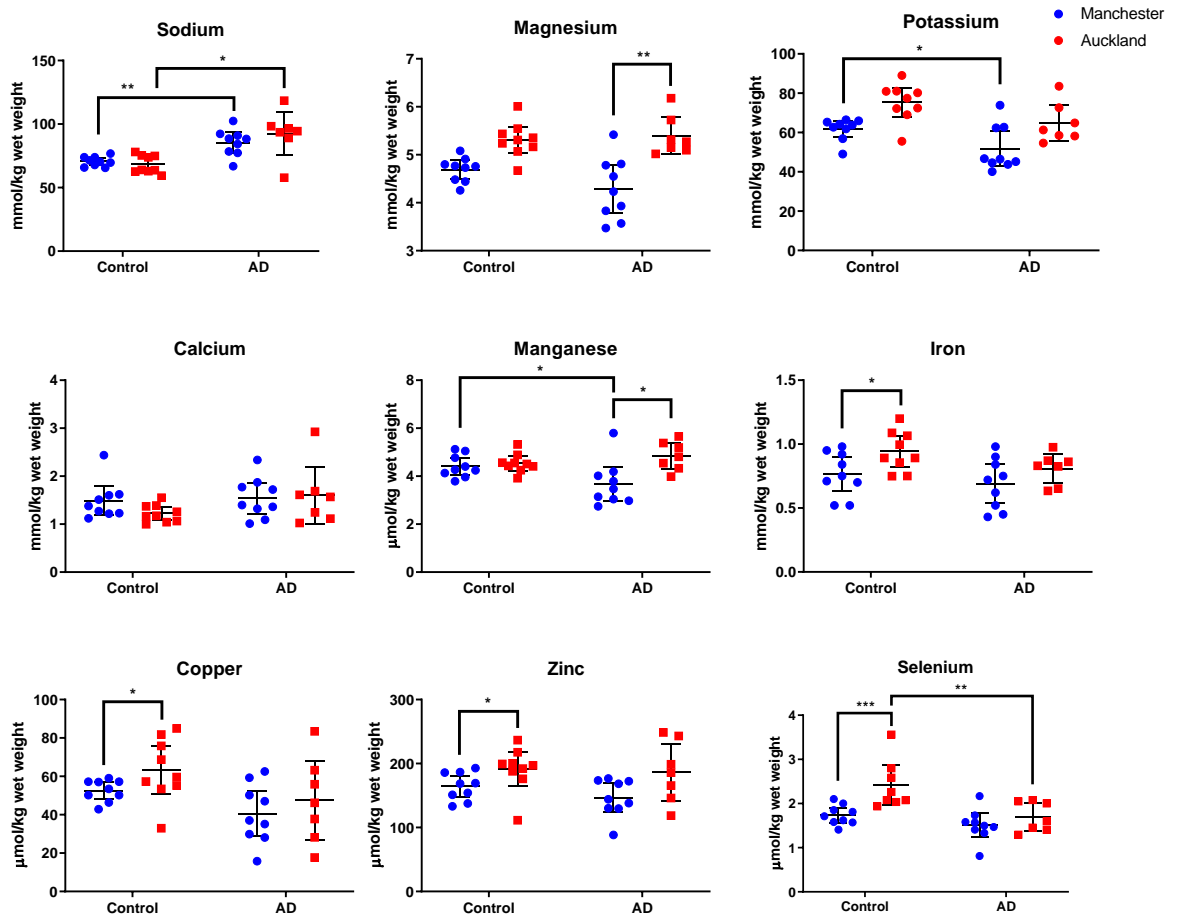 Manchester
Auckland
Sodium
mmol/kg wet weight
150
100
50
0
**
*
Control
AD
Magnesium
mmol/kg wet weight
7
6
5
4
3
**
Control
AD
Potassium
mmol/kg wet weight
100
80
60
40
20
0
*
Control
AD
Calcium
mmol/kg wet weight
4
3
2
1
0
Control
AD
Manganese
µmol/kg wet weight
8
6
4
2
0
*
*
Control
AD
Iron
mmol/kg wet weight
1.5
1.0
0.5
0.0
*
Control
AD
Copper
µmol/kg wet weight
100
80
60
40
20
0
*
Control
AD
Zinc
µmol/kg wet weight
300
200
100
0
*
Control
AD
Selenium
µmol/kg wet weight
4
3
2
1
0
***
**
Control
AD